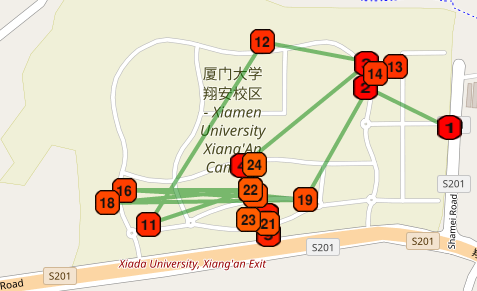 12
13
14
2
厦门大学
翔安校区
- Xiamen
University
Xiang'An
1
24
S201
16
22
18
19
11
23
21
Shamei Road
S201
S201
Xiada University, Xiang'an Exit
S201
Road